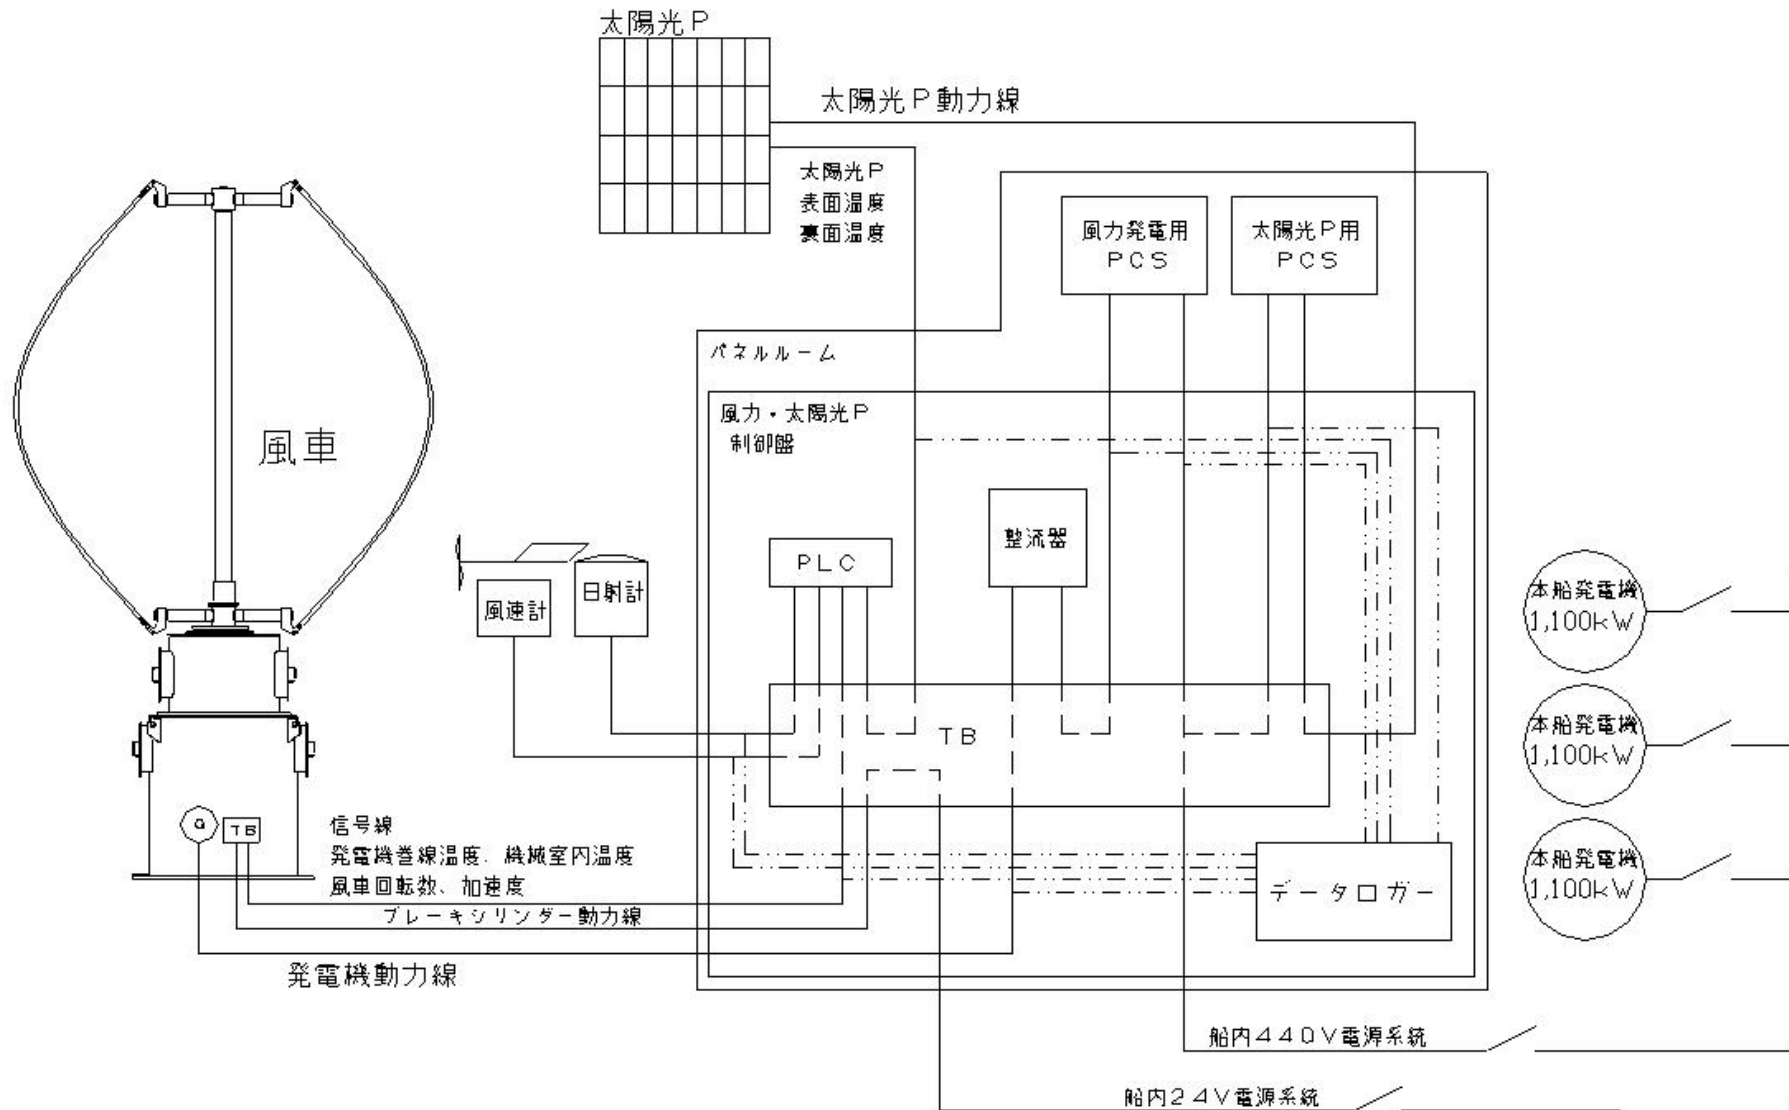 太陽光P
太陽光P動力線
太陽光P
表面温度
裏面温度
風力発電用
PCS
太陽光P用
PCS
パネルルーム
風力・太陽光P
制御盤
風車
整流器
PLC
風速計
日射計
TB
本船発電機
1,100kW
本船発電機
1,100kW
本船発電機
1,100kW
G
TB
信号線
発電機巻線温度、機械室内温度
風車回転数、加速度
ブレーキシリンダー動力線
発電機動力線
データロガー
船内440V電源系統
船内24V電源系統